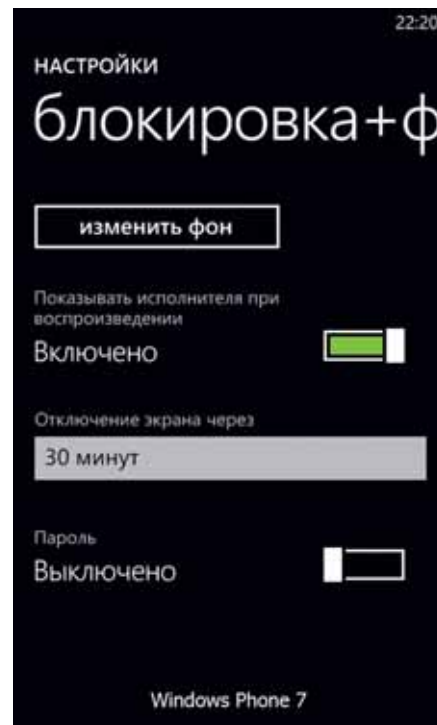 22:20
НАСТРОЙКИ
блокировка+ф
изменить фон
Показывать исполнителя при
воспроизведении
Включено
Отключение экрана через
30 минут
Пароль
Выключено
Windows Phone 7